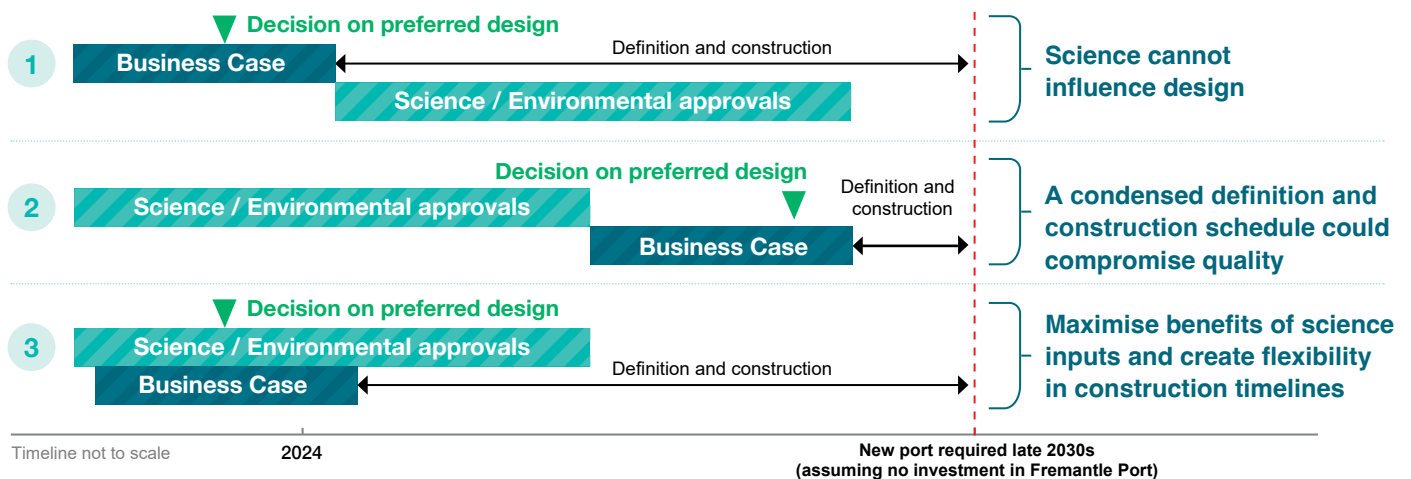 Decision on preferred design
1
Business Case
Definition and construction
Science / Environmental approvals
Science cannot
influence design
Decision on preferred design
2
Science / Environmental approvals
Definition and
construction
Business Case
A condensed definition and
construction schedule could
compromise quality
Decision on preferred design
3
Science / Environmental approvals
Definition and construction
Business Case
Maximise benefits of science
inputs and create flexibility
in construction timelines
Timeline not to scale
2024
New port required late 2030s
(assuming no investment in Fremantle Port)